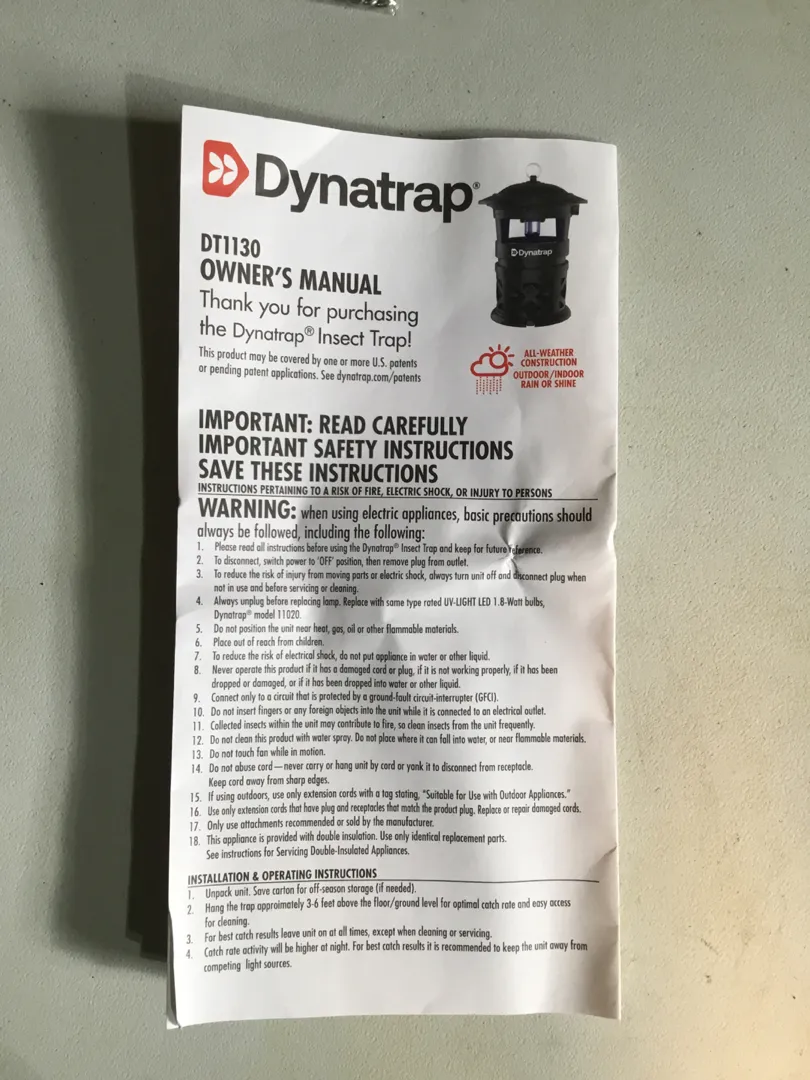 Dynatrap®
Dynatrap
DT1130
OWNER'S MANUAL
Thank you for purchasing
the Dynatrap® Insect Trap!
This product may be covered by one or more U.S. patents
or pending patent applications. See dynatrap.com/patents
ALL-WEATHER
CONSTRUCTION
OUTDOOR/INDOOR
RAIN OR SHINE
IMPORTANT: READ CAREFULLY
IMPORTANT SAFETY INSTRUCTIONS
SAVE THESE INSTRUCTIONS
INSTRUCTIONS PERTAINING TO A RISK OF FIRE, ELECTRIC SHOCK, OR INJURY TO PERSONS
WARNING: when using electric appliances, basic precautions should
always be followed, including the following:
1. Please read all instructions before using the Dynatrap® Insect Trap and keep for future reference.
2. To disconnect, switch power to 'OFF' position, then remove plug from outlet.
3. To reduce the risk of injury from moving parts or electric shock, always turn unit off and disconnect plug when
not in use and before servicing or cleaning.
4. Always unplug before replacing lamp. Replace with same type rated UV-LIGHT LED 1.8-Watt bulbs,
Dynatrap® model 11020.
5. Do not position the unit near heat, gas, oil or other flammable materials.
6. Place out of reach from children.
7. To reduce the risk of electrical shock, do not put appliance in water or other liquid.
8. Never operate this product if it has a damaged cord or plug, if it is not working properly, if it has been
dropped or damaged, or if it has been dropped into water or other liquid.
9. Connect only to a circuit that is protected by a ground-fault circuit-interrupter (GFCI).
10. Do not insert fingers or any foreign objects into the unit while it is connected to an electrical outlet.
11. Collected insects within the unit may contribute to fire, so clean insects from the unit frequently.
12. Do not clean this product with water spray. Do not place where it can fall into water, or near flammable materials.
13. Do not touch fan while in motion.
14. Do not abuse cord—never carry or hang unit by cord or yank it to disconnect from receptacle.
Keep cord away from sharp edges.
15. If using outdoors, use only extension cords with a tag stating, "Suitable for Use with Outdoor Appliances."
16. Use only extension cords that have plug and receptacles that match the product plug. Replace or repair damaged cords.
17. Only use attachments recommended or sold by the manufacturer.
18. This appliance is provided with double insulation. Use only identical replacement parts.
See instructions for Servicing Double-Insulated Appliances.
INSTALLATION & OPERATING INSTRUCTIONS
1. Unpack unit. Save carton for off-season storage (if needed).
2. Hang the trap approimately 3-6 feet above the floor/ground level for optimal catch rate and easy access
for cleaning.
3. For best catch results leave unit on at all times, except when cleaning or servicing.
4. Catch rate activity will be higher at night. For best catch results it is recommended to keep the unit away from
competing light sources.